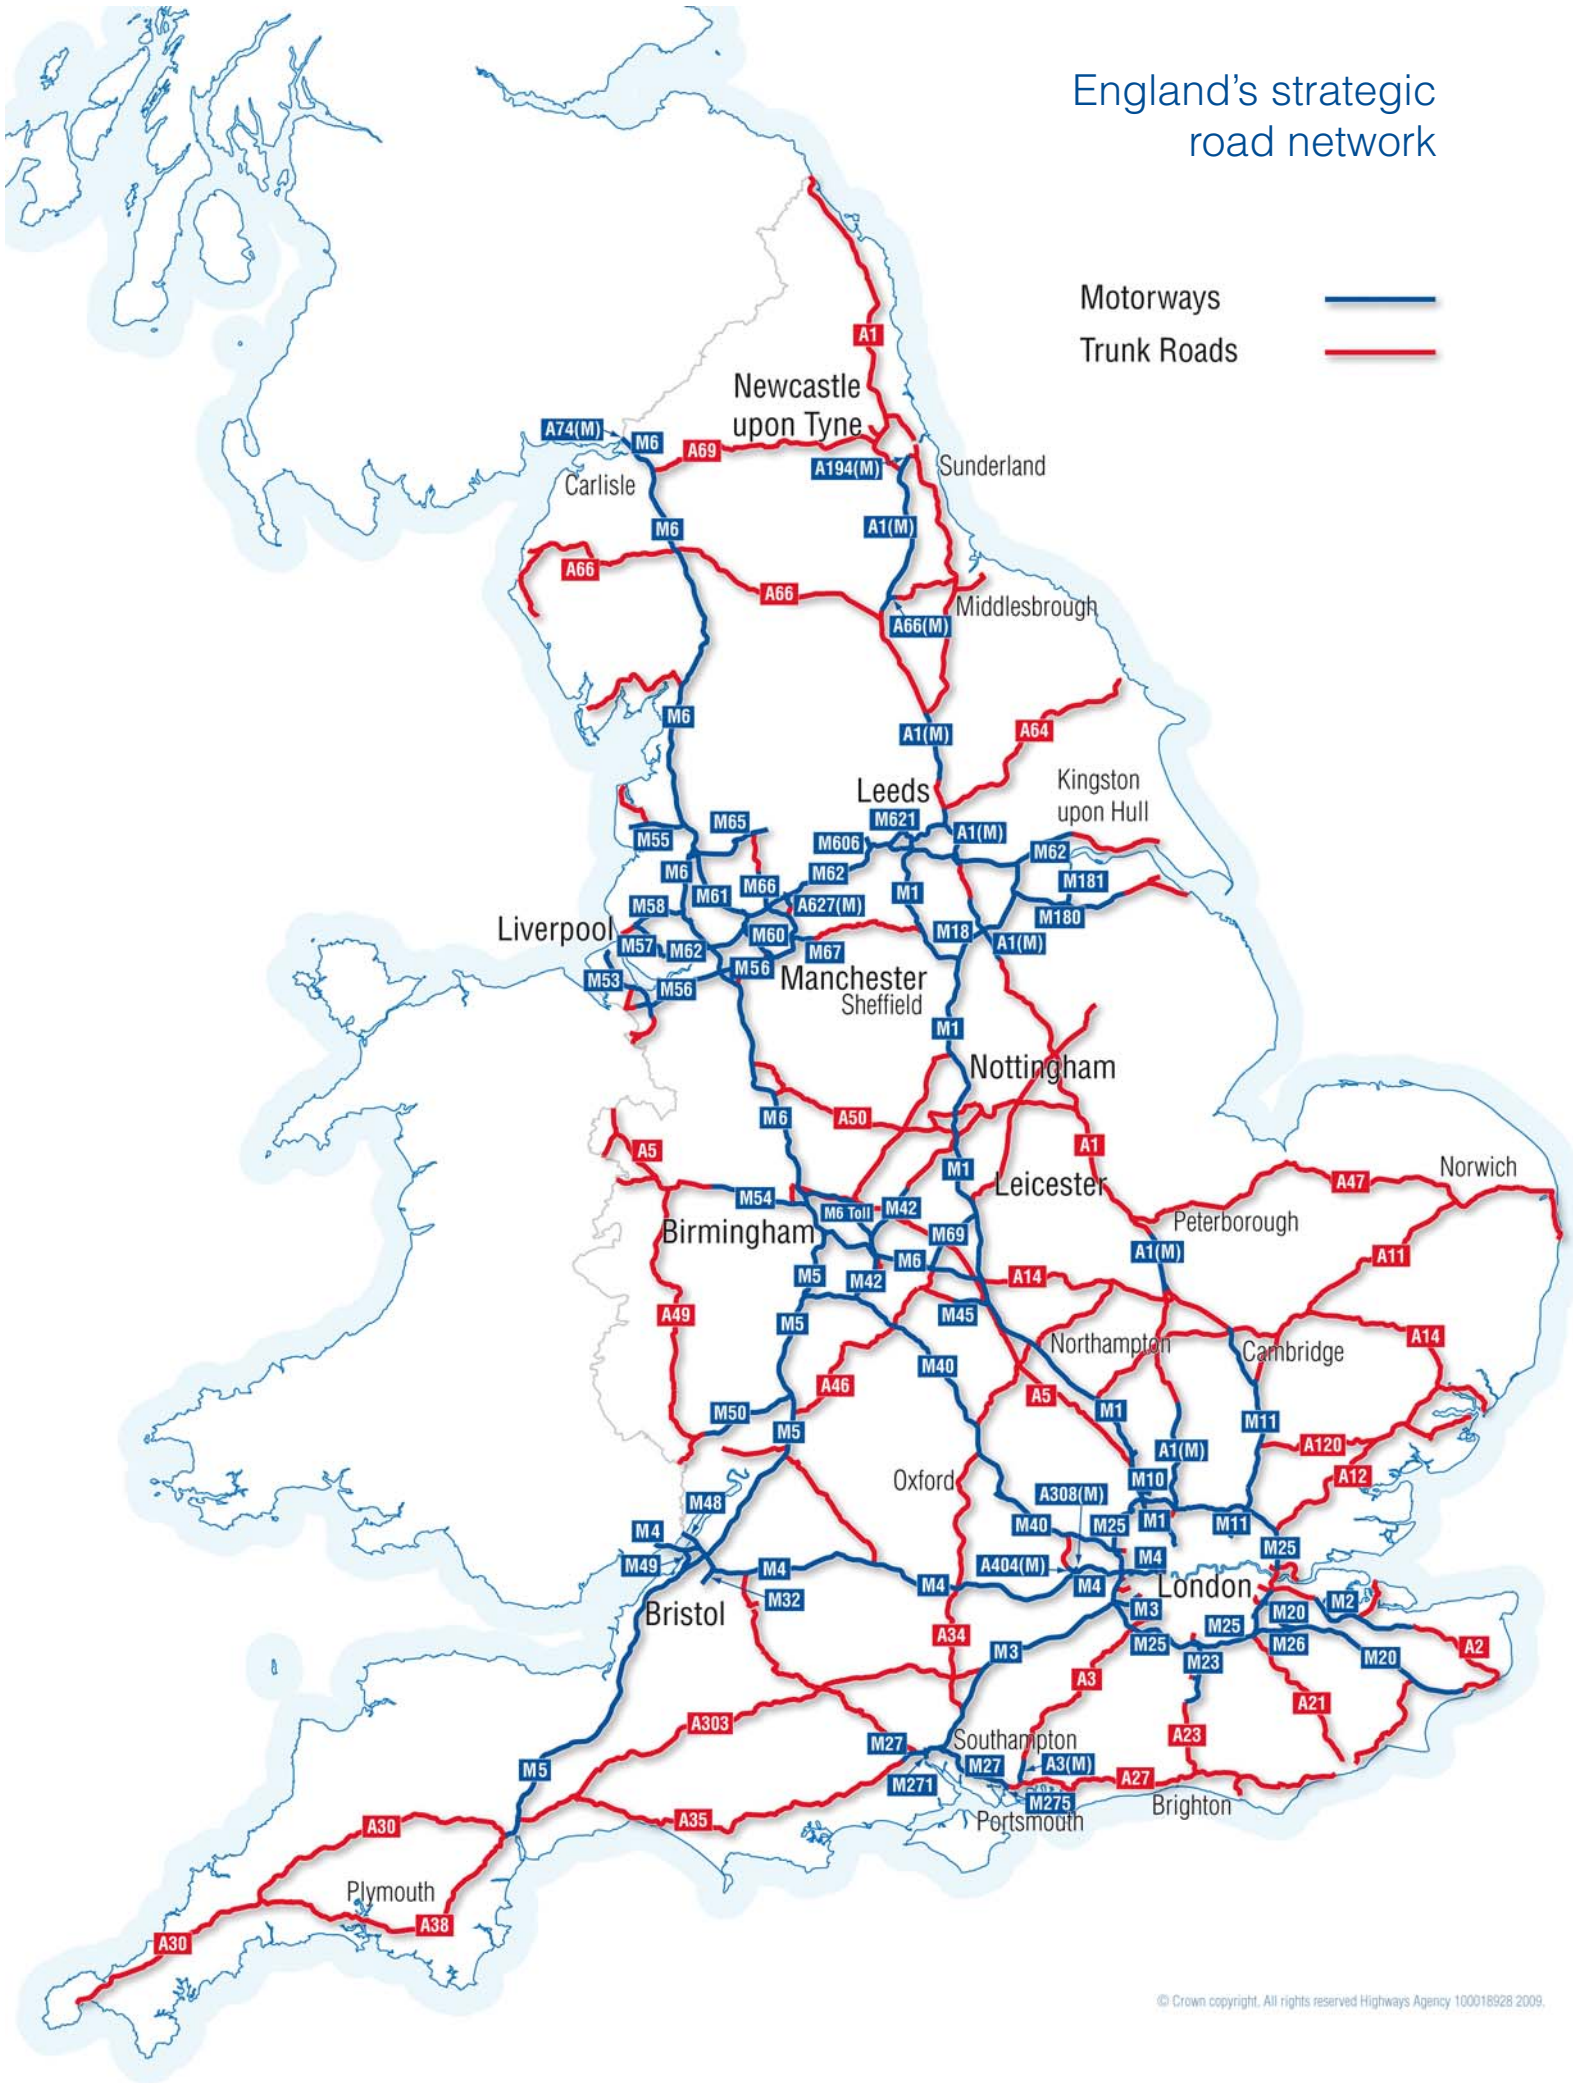 England's strategic
road network
Motorways
Trunk Roads
A1
Newcastle
upon Tyne
A74(M)
M6
A69
A194(M)
Sunderland
Carlisle
M6
A1(M)
A66
A66
Middlesbrough
A66(M)
M6
A1(M)
A64
Leeds
Kingston
upon Hull
M65
M621
A1(M)
M55
M606
M62
M6
M62
M181
M66
M61
M1
A627(M)
M58
M180
Liverpool
M60
M18
A1(M)
M57
M62
M67
M56
M53
M56
Manchester
Sheffield
M1
Nottingham
M6
A50
A1
A5
M1
Norwich
Leicester
A47
M54
M6 Toll
M42
Peterborough
Birmingham
M69
A1(M)
A11
M6
M5
M42
A14
A49
M45
M5
Northampton
Cambridge
A14
M40
A46
A5
M50
M1
M11
M5
A1(M)
A120
Oxford
M10
A12
A308(M)
M48
M40
M25
M1
M11
M4
M25
M49
A404(M)
M4
M4
M4
M4
London
M32
Bristol
M3
M20
M2
A34
M25
M3
M25
M26
A2
M23
M20
A3
A21
A303
A23
M27
Southampton
M5
M27
A3(M)
A27
M271
M275
Brighton
Portsmouth
A35
A30
Plymouth
A38
A30
© Crown copyright. All rights reserved Highways Agency 100018928 2009.